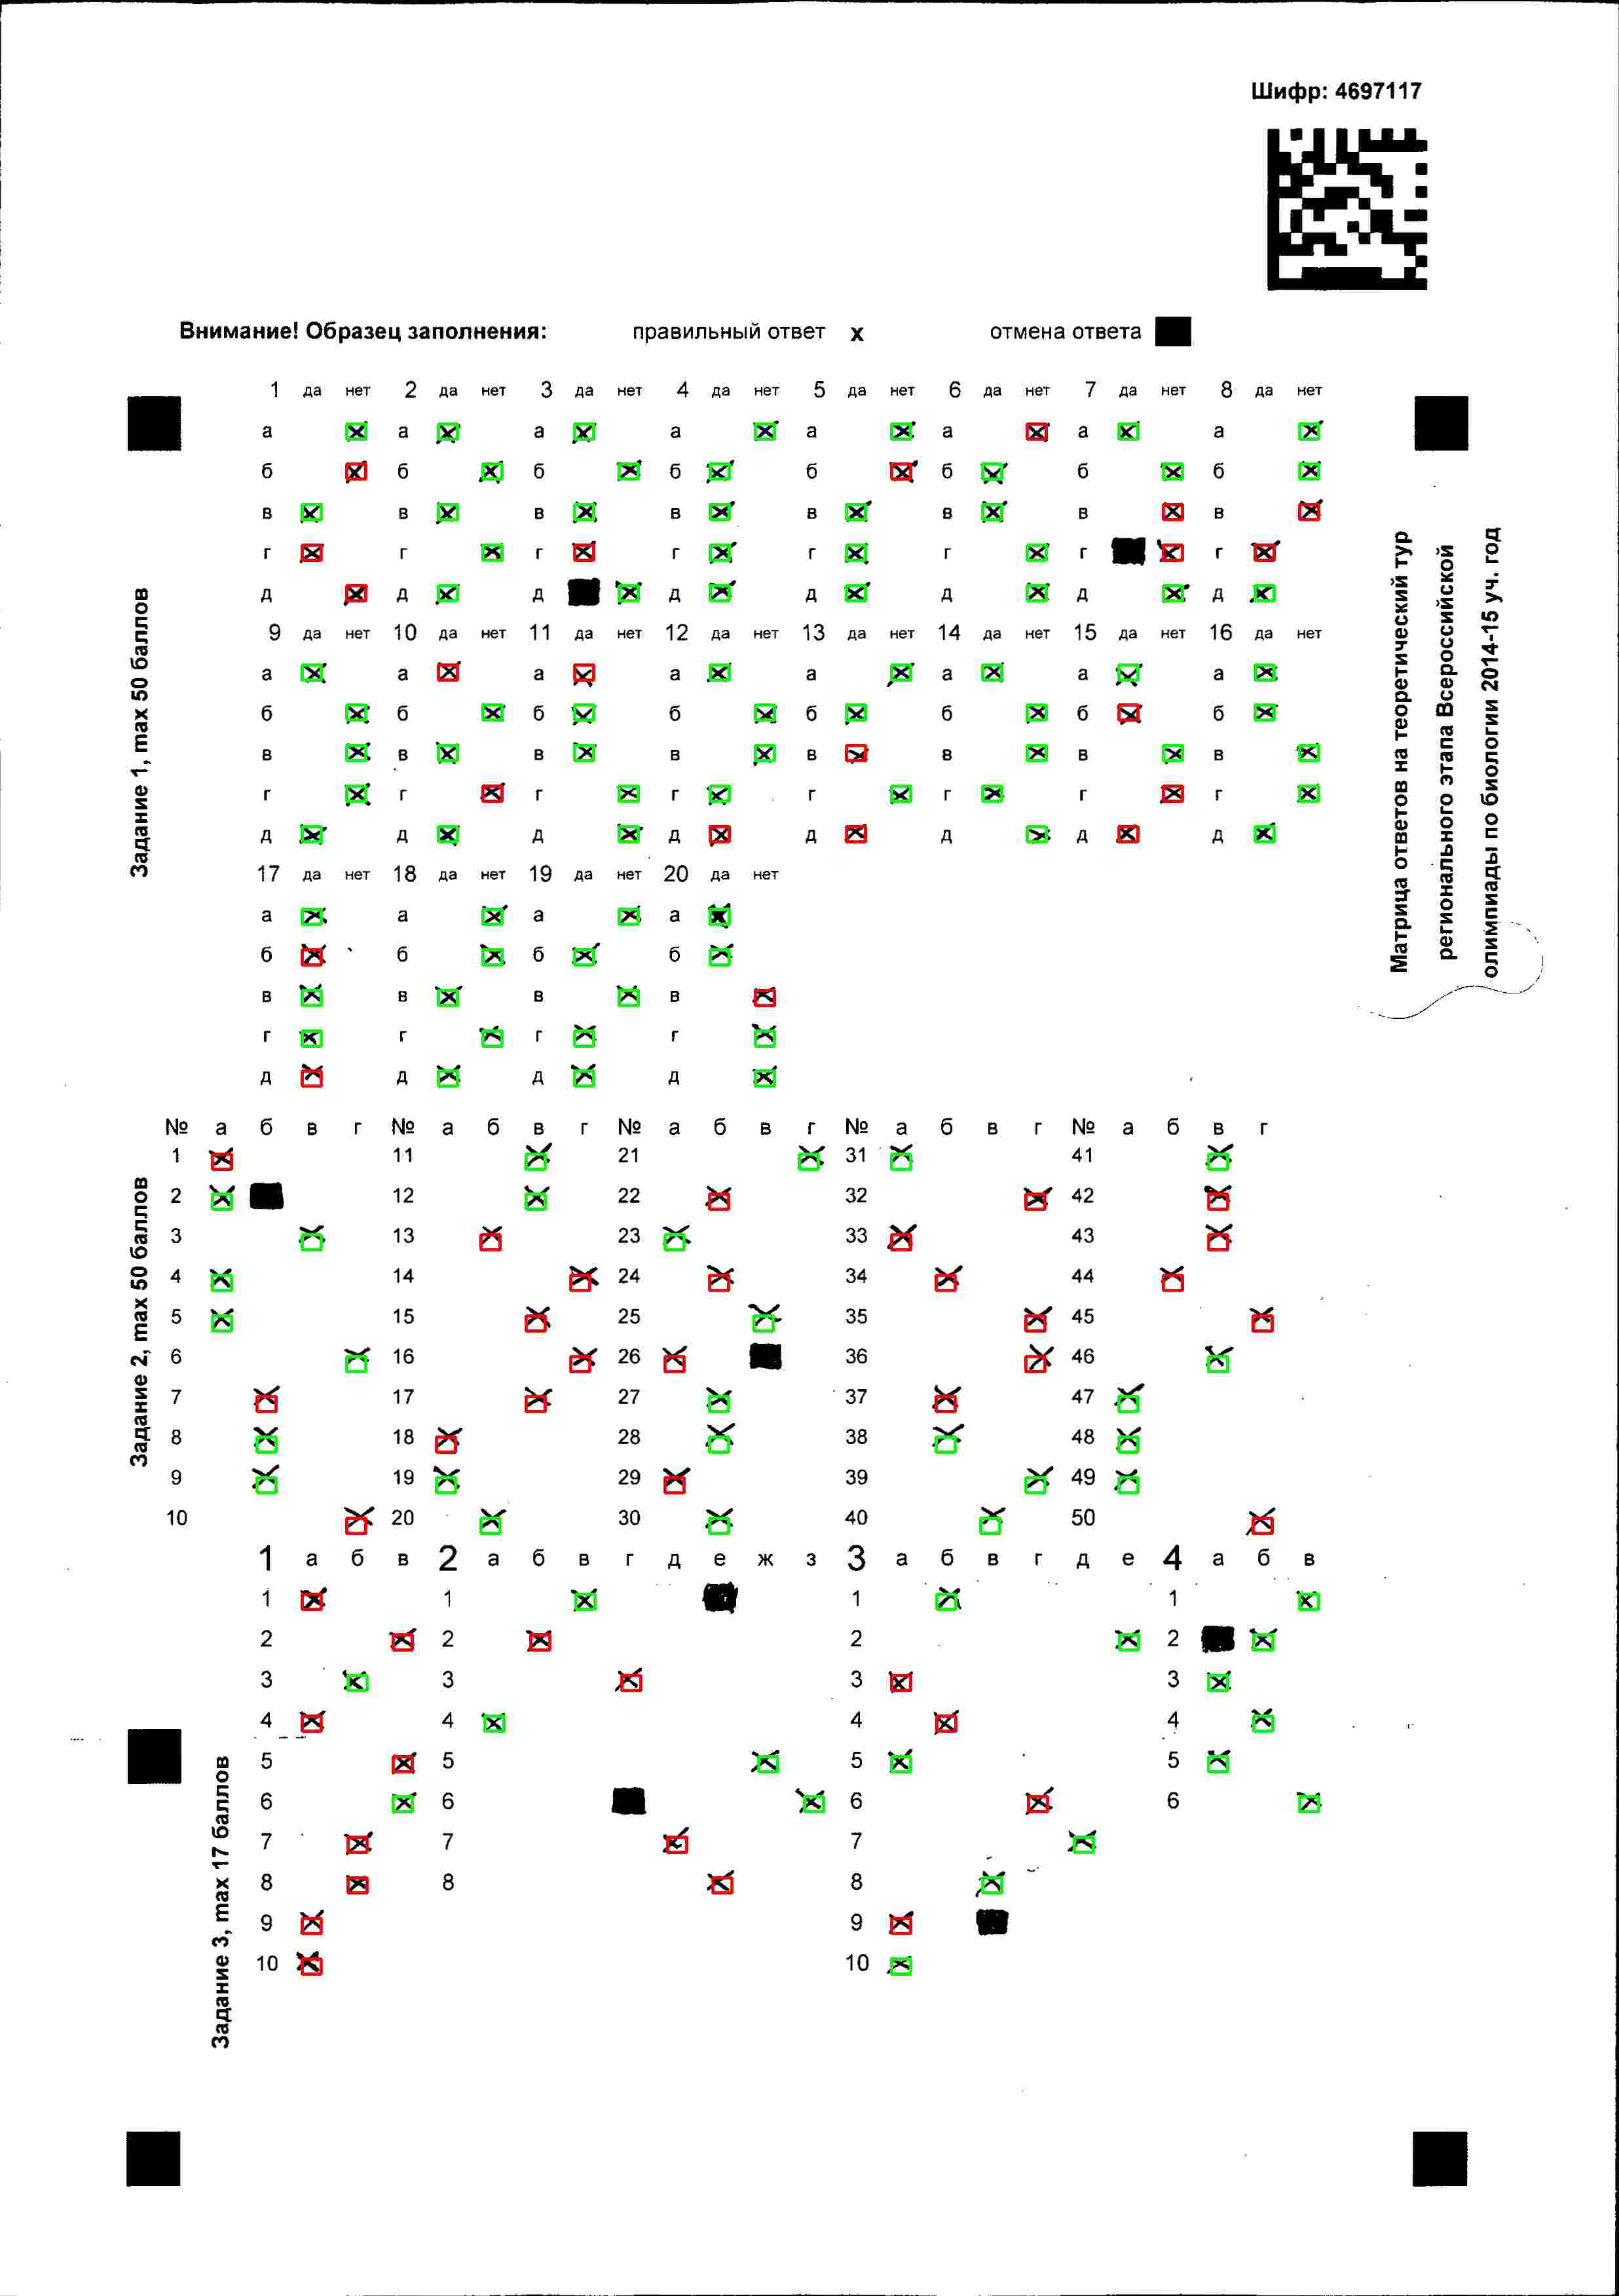 Шифр: 4697117
Внимание! Образец заполнения: правильный ответ x отмена ответа
Матрица ответов на теоретический тур
регионального этапа Всероссийской
олимпиады по биологии 2014-15 уч. год
Задание 1, max 50 баллов
1 да нет 2 да нет 3 да нет 4 да нет 5 да нет 6 да нет 7 да нет 8 да нет
а а а а а а а а
б б б б б б б б
в в в в в в в в
г г г г г г г г
д д д д д д д д
9 да нет 10 да нет 11 да нет 12 да нет 13 да нет 14 да нет 15 да нет 16 да нет
а а а а а а а а
б б б б б б б б
в в в в в в в в
г г г г г г г г
д д д д д д д д
17 да нет 18 да нет 19 да нет 20 да нет
а а а а
б б б б
в в в в
г г г г
д д д д
Задание 2, max 50 баллов
№ а б в г № а б в г № а б в г № а б в г № а б в г
1 11 21 31 41
2 12 22 32 42
3 13 23 33 43
4 14 24 34 44
5 15 25 35 45
6 16 26 36 46
7 17 27 37 47
8 18 28 38 48
9 19 29 39 49
10 20 30 40 50
Задание 3, max 17 баллов
1 а б в 2 а б в г д е ж з 3 а б в г д е 4 а б в
1 1 1 1
2 2 2 2
3 3 3 3
4 4 4 4
5 5 5 5
6 6 6 6
7 7 7
8 8 8
9 9
10 10